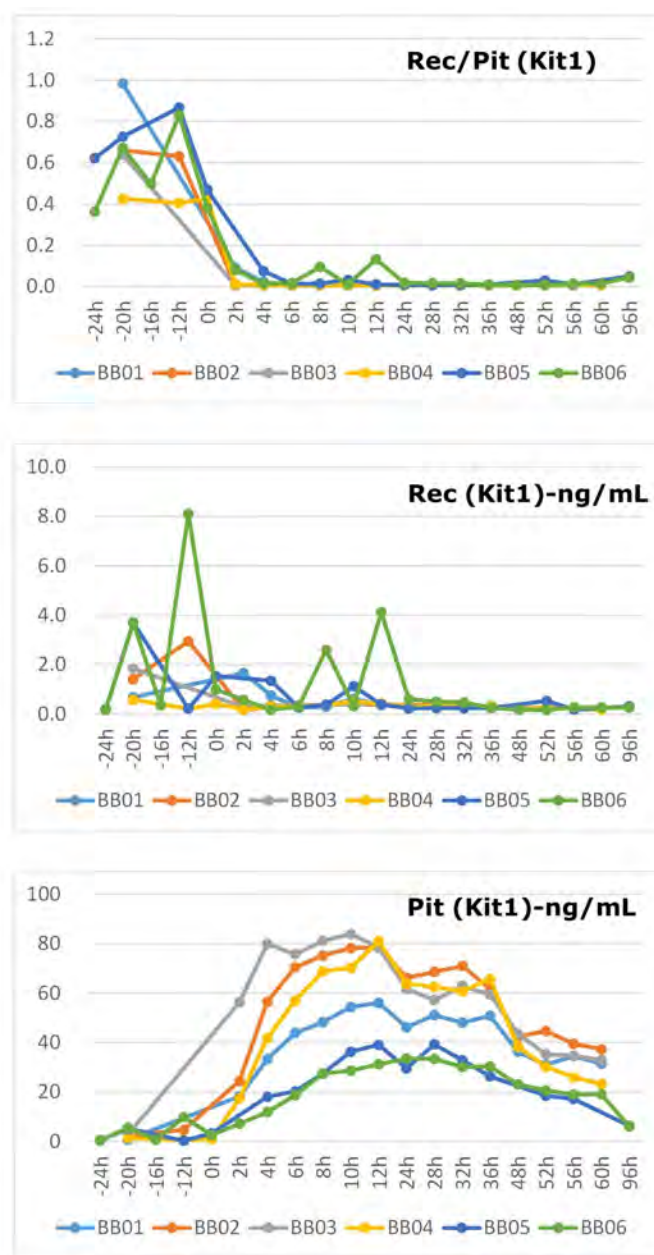 Rec/Pit (Kit1)
1.2
1.0
0.8
0.6
0.4
0.2
0.0
-24h -20h -16h -12h 0h 2h 4h 6h 8h 10h 12h 24h 28h 32h 36h 48h 52h 56h 60h 96h
BB01 BB02 BB03 BB04 BB05 BB06
Rec (Kit1)-ng/mL
10.0
8.0
6.0
4.0
2.0
0.0
-24h -20h -16h -12h 0h 2h 4h 6h 8h 10h 12h 24h 28h 32h 36h 48h 52h 56h 60h 96h
BB01 BB02 BB03 BB04 BB05 BB06
Pit (Kit1)-ng/mL
100
80
60
40
20
0
-24h -20h -16h -12h 0h 2h 4h 6h 8h 10h 12h 24h 28h 32h 36h 48h 52h 56h 60h 96h
BB01 BB02 BB03 BB04 BB05 BB06